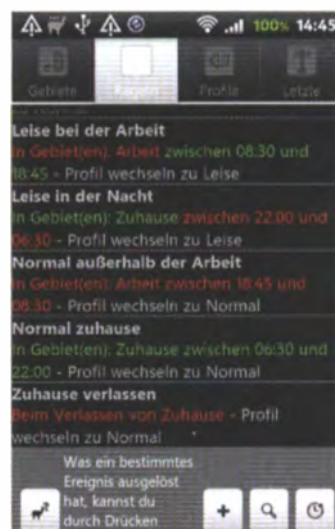 100% 14:45
Gebiete Profile Letzte
Leise bei der Arbeit
In Gebiet(en): Arbeit zwischen 08:30 und
18:45 - Profil wechseln zu Leise
Leise in der Nacht
In Gebiet(en): Zuhause zwischen 22:00 und
06:30 - Profil wechseln zu Leise
Normal außerhalb der Arbeit
In Gebiet(en): Arbeit zwischen 18:45 und
08:30 - Profil wechseln zu Normal
Normal zuhause
In Gebiet(en): Zuhause zwischen 06:30 und
22:00 - Profil wechseln zu Normal
Zuhause verlassen
Beim Verlassen von Zuhause - Profil
wechseln zu Normal
Was ein bestimmtes
Ereignis ausgelöst
hat, kannst du
durch Drücken